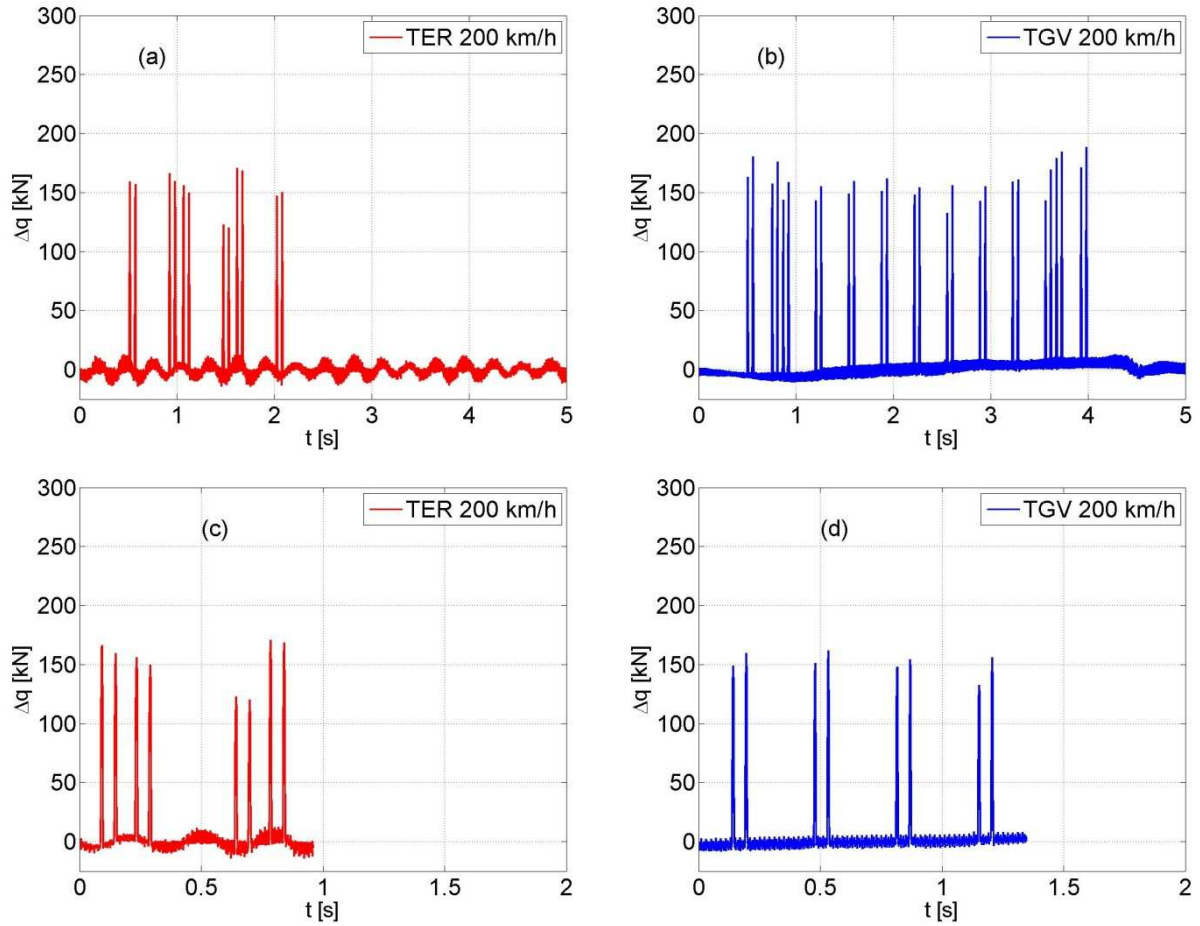 300
250
200
150
100
50
0
Δq [kN]
(a)
TER 200 km/h
0 1 2 3 4 5
t [s]
300
250
200
150
100
50
0
Δq [kN]
(b)
TGV 200 km/h
0 1 2 3 4 5
t [s]
300
250
200
150
100
50
0
Δq [kN]
(c)
TER 200 km/h
0 0.5 1 1.5 2
t [s]
300
250
200
150
100
50
0
Δq [kN]
(d)
TGV 200 km/h
0 0.5 1 1.5 2
t [s]